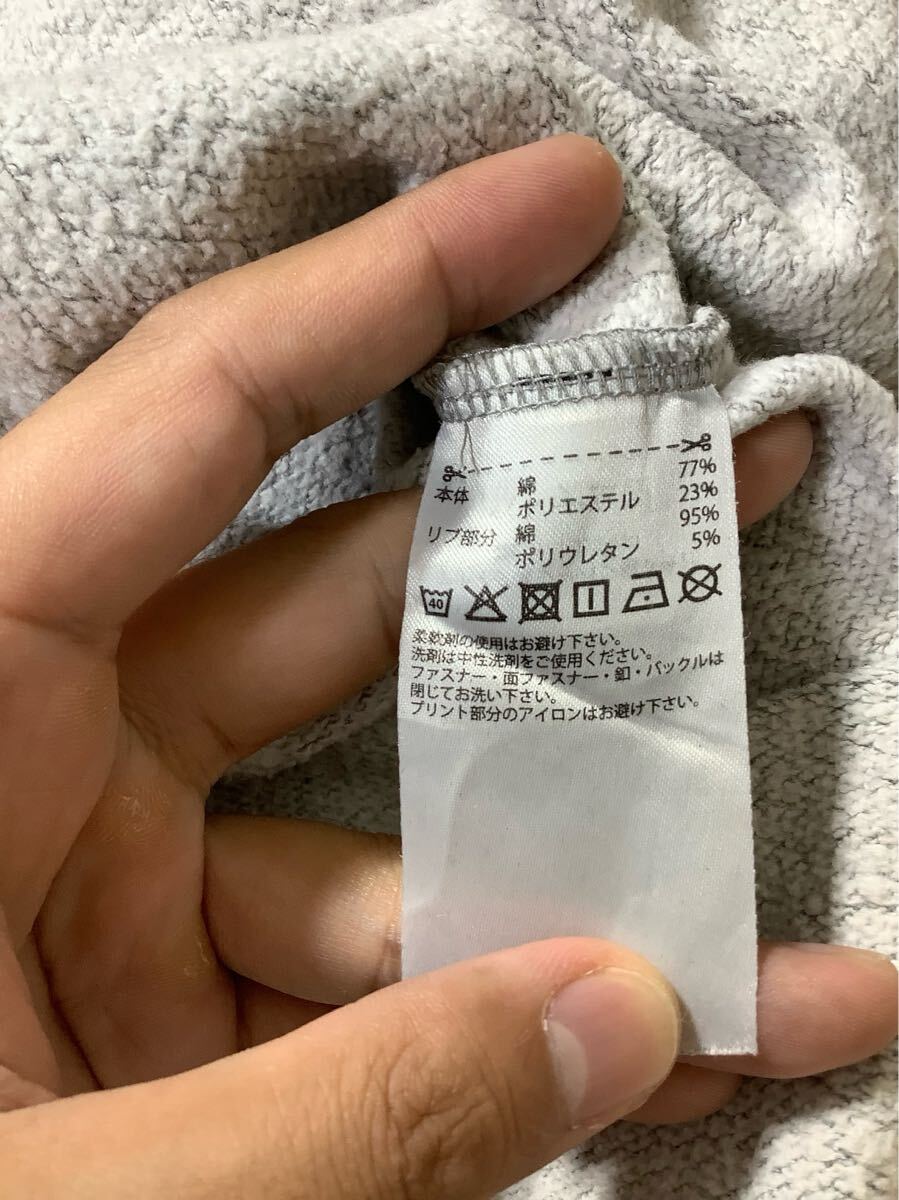 本体 綿 77%
ポリエステル 23%
リブ部分 綿 95%
ポリウレタン 5%
40
柔軟剤の使用はお避け下さい。
洗剤は中性洗剤をご使用ください。
ファスナー・面ファスナー・釦・バックルは
閉じてお洗い下さい。
プリント部分のアイロンはお避け下さい。